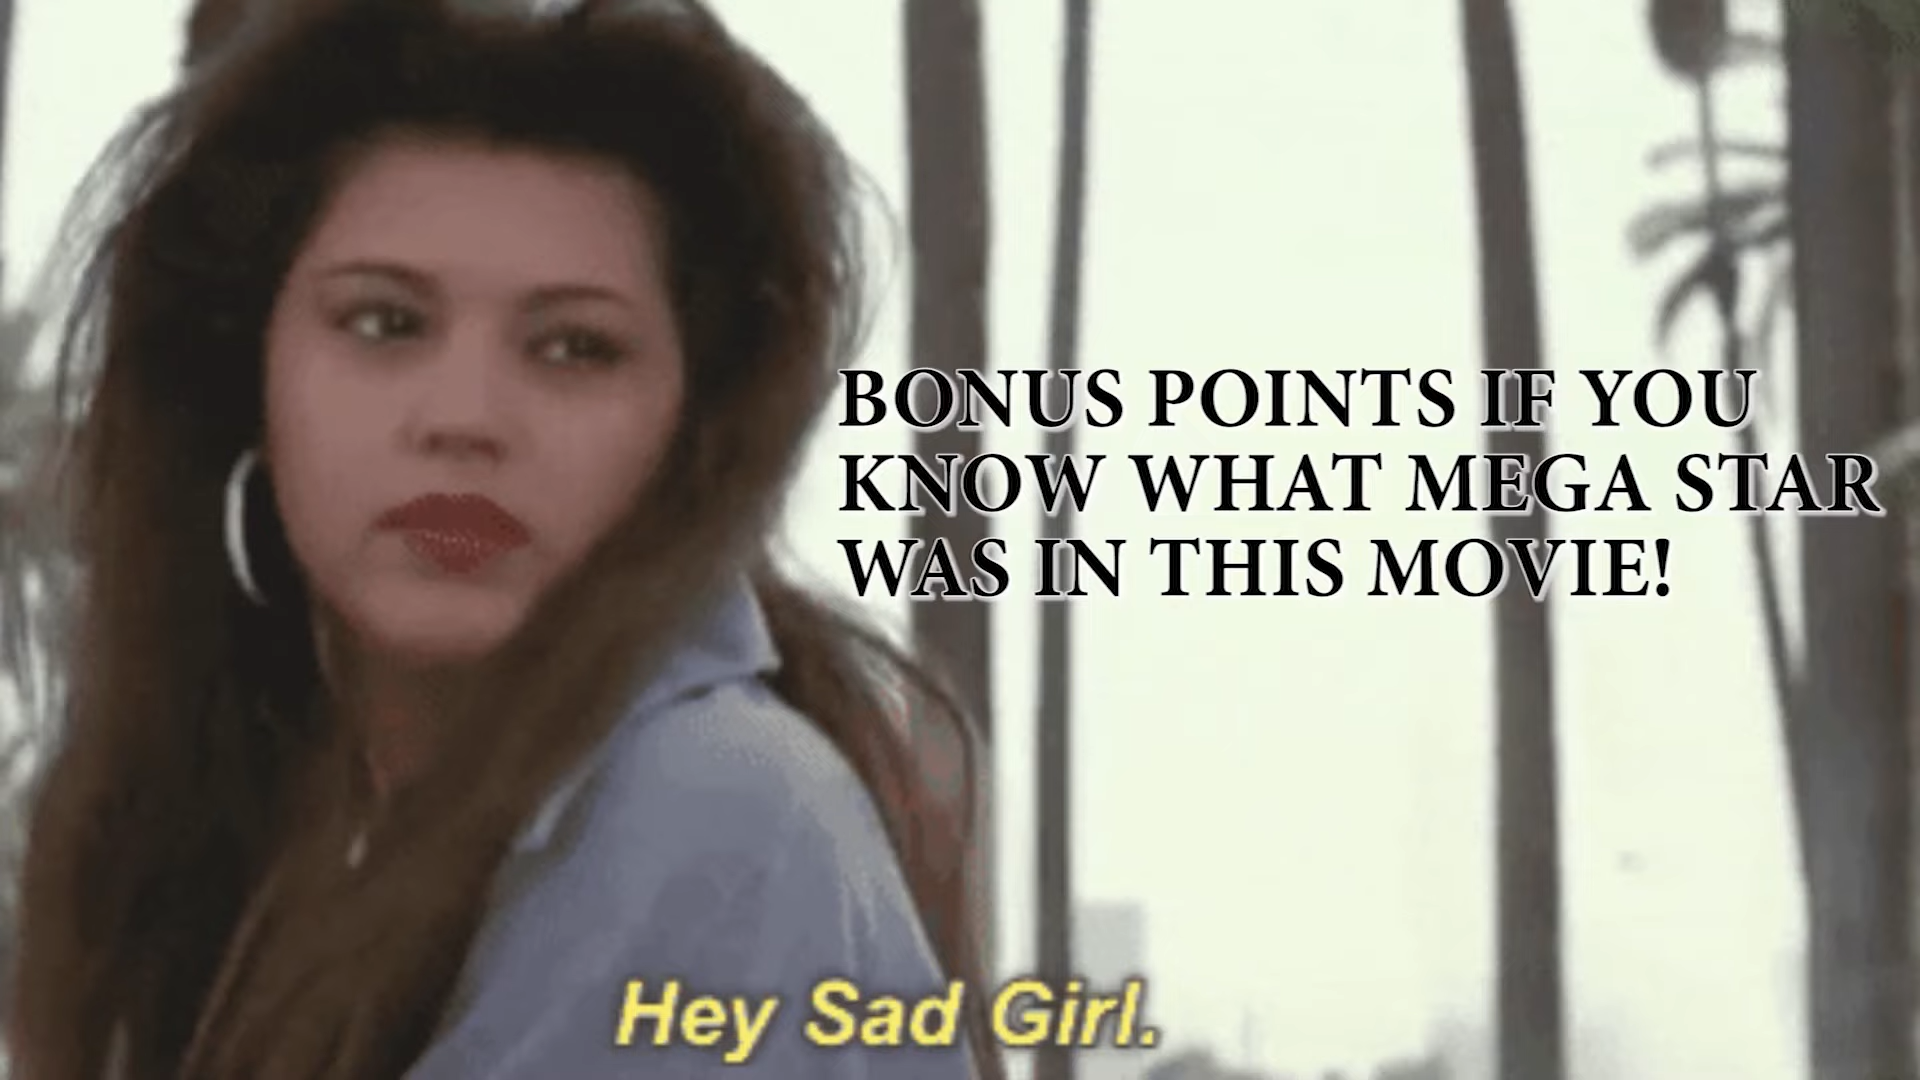 BONUS POINTS IF YOU
KNOW WHAT MEGA STAR
WAS IN THIS MOVIE!
Hey Sad Girl.